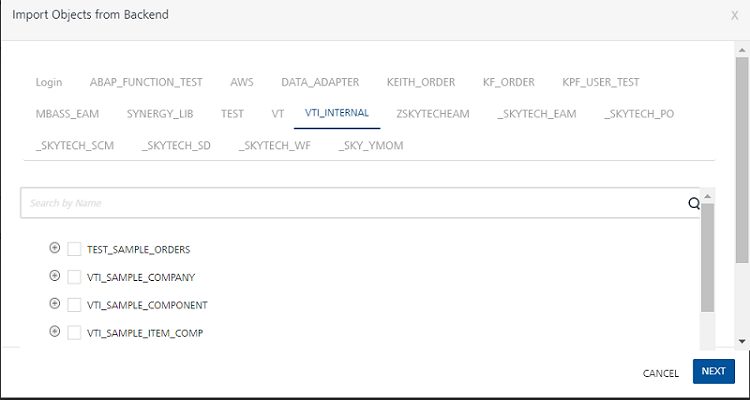 Import Objects from Backend X
Login ABAP_FUNCTION_TEST AWS DATA_ADAPTER KEITH_ORDER KF_ORDER KPF_USER_TEST
MBASS_EAM SYNERGY_LIB TEST VT VTI_INTERNAL ZSKYTECHEAM _SKYTECH_EAM _SKYTECH_PO
_SKYTECH_SCM _SKYTECH_SD _SKYTECH_WF _SKY_YMOM
Search by Name
TEST_SAMPLE_ORDERS
VTI_SAMPLE_COMPANY
VTI_SAMPLE_COMPONENT
VTI_SAMPLE_ITEM_COMP
CANCEL NEXT